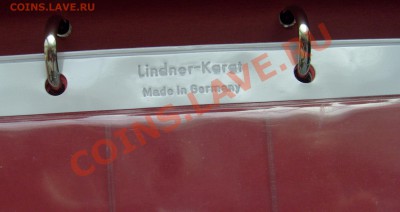 COINS.LAVE.RU
Lindner-Karat
Made in Germany
COINS.LAVE.RU